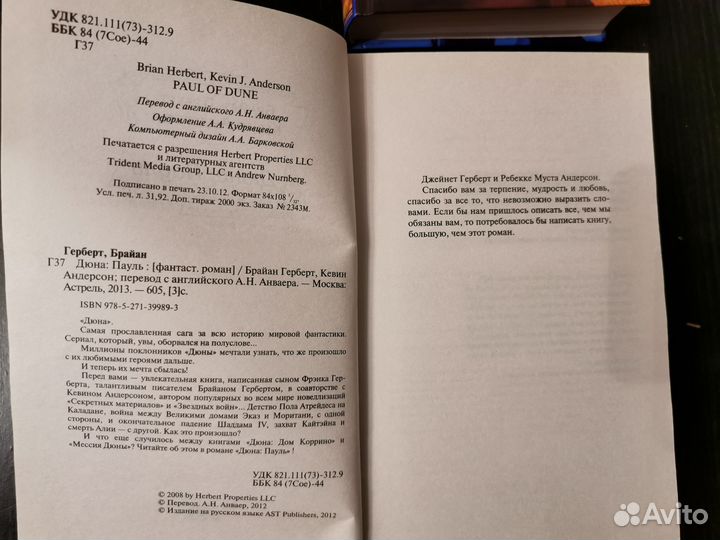 УДК 821.111(73)-312.9
ББК 84 (7Сое)-44
Г37
Brian Herbert, Kevin J. Anderson
PAUL OF DUNE
Перевод с английского А.Н. Анваера
Оформление А.А. Кудрявцева
Компьютерный дизайн А.А. Барковской
Печатается с разрешения Herbert Properties LLC
и литературных агентств
Trident Media Group, LLC и Andrew Nurnberg.
Подписано в печать 23.10.12. Формат 84x108 1/32.
Усл. печ. л. 31,92. Доп. тираж 2000 экз. Заказ № 2343М.
Герберт, Брайан
Г37 Дюна: Пауль : [фантаст. роман] / Брайан Герберт, Кевин
Андерсон; перевод с английского А.Н. Анваера. — Москва:
Астрель, 2013. — 605, [3]с.
ISBN 978-5-271-39989-3
«Дюна».
Самая прославленная сага за всю историю мировой фантастики.
Сериал, который, увы, оборвался на полуслове...
Миллионы поклонников «Дюны» мечтали узнать, что же произошло
с их любимыми героями дальше.
И теперь их мечта сбылась!
Перед вами — увлекательная книга, написанная сыном Фрэнка Гер-
берта, талантливым писателем Брайаном Гербертом, в соавторстве с
Кевином Андерсоном, автором популярных во всем мире новеллизаций
«Секретных материалов» и «Звездных войн»... Детство Пола Атрейдеса на
Каладане, война между Великими домами Эказ и Моритани, с одной
стороны, и окончательное падение Шаддама IV, захват Кайтэйна и
смерть Алии — с другой. Как это произошло?
И что еще случилось между книгами «Дюна: Дом Коррино» и
«Мессия Дюны»? Читайте об этом в романе «Дюна: Пауль»!
УДК 821.111(73)-312.9
ББК 84 (7Сое)-44
© 2008 by Herbert Properties LLC
© Перевод. А.Н. Анваер, 2012
© Издание на русском языке AST Publishers, 2012
Джейнет Герберт и Ребекке Муста Андерсон.
Спасибо вам за терпение, мудрость и любовь,
спасибо за все то, что невозможно выразить сло-
вами. Если бы нам пришлось описать все, чем мы
обязаны вам, то потребовалось бы написать книгу,
большую, чем этот роман.
Avito